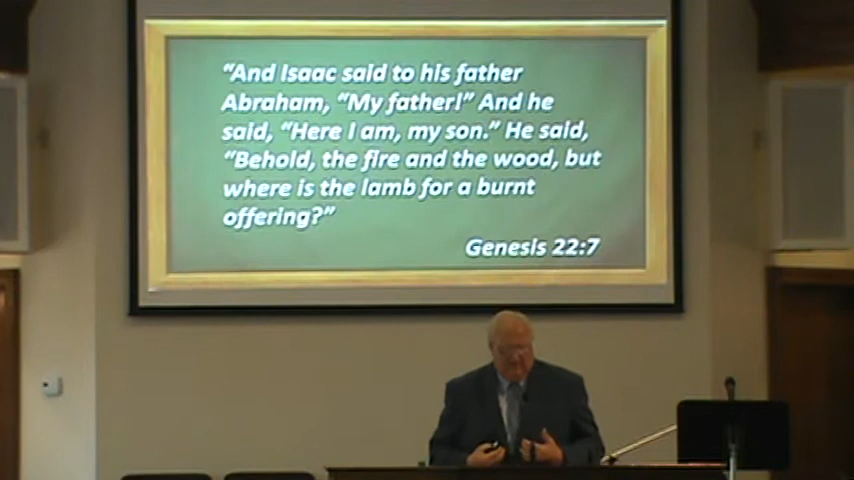 “And Isaac said to his father
Abraham, “My father!” And he
said, “Here I am, my son.” He said,
“Behold, the fire and the wood, but
where is the lamb for a burnt
offering?”
Genesis 22:7